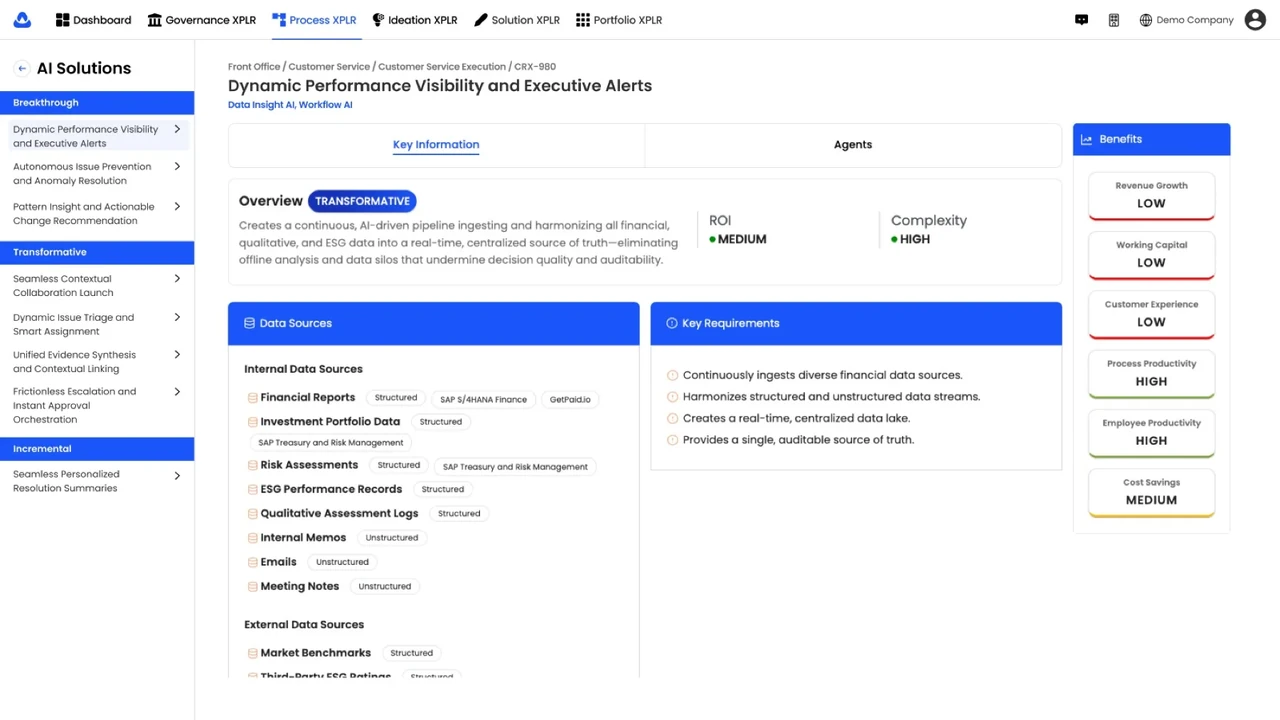 Dashboard
Governance XPLR
Process XPLR
Ideation XPLR
Solution XPLR
Portfolio XPLR
Demo Company
AI Solutions
Breakthrough
Dynamic Performance Visibility
and Executive Alerts
Autonomous Issue Prevention
and Anomaly Resolution
Pattern Insight and Actionable
Change Recommendation
Transformative
Seamless Contextual
Collaboration Launch
Dynamic Issue Triage and
Smart Assignment
Unified Evidence Synthesis
and Contextual Linking
Frictionless Escalation and
Instant Approval
Orchestration
Incremental
Seamless Personalized
Resolution Summaries
Front Office / Customer Service / Customer Service Execution / CRX-980
Dynamic Performance Visibility and Executive Alerts
Data Insight AI, Workflow AI
Key Information
Agents
Overview TRANSFORMATIVE
Creates a continuous, AI-driven pipeline ingesting and harmonizing all financial,
qualitative, and ESG data into a real-time, centralized source of truth—eliminating
offline analysis and data silos that undermine decision quality and auditability.
ROI
MEDIUM
Complexity
HIGH
Data Sources
Internal Data Sources
Financial Reports Structured SAP S/4HANA Finance GetPaid.io
Investment Portfolio Data Structured
SAP Treasury and Risk Management
Risk Assessments Structured SAP Treasury and Risk Management
ESG Performance Records Structured
Qualitative Assessment Logs Structured
Internal Memos Unstructured
Emails Unstructured
Meeting Notes Unstructured
External Data Sources
Market Benchmarks Structured
Third-Party ESG Ratings Structured
Key Requirements
Continuously ingests diverse financial data sources.
Harmonizes structured and unstructured data streams.
Creates a real-time, centralized data lake.
Provides a single, auditable source of truth.
Benefits
Revenue Growth
LOW
Working Capital
LOW
Customer Experience
LOW
Process Productivity
HIGH
Employee Productivity
HIGH
Cost Savings
MEDIUM